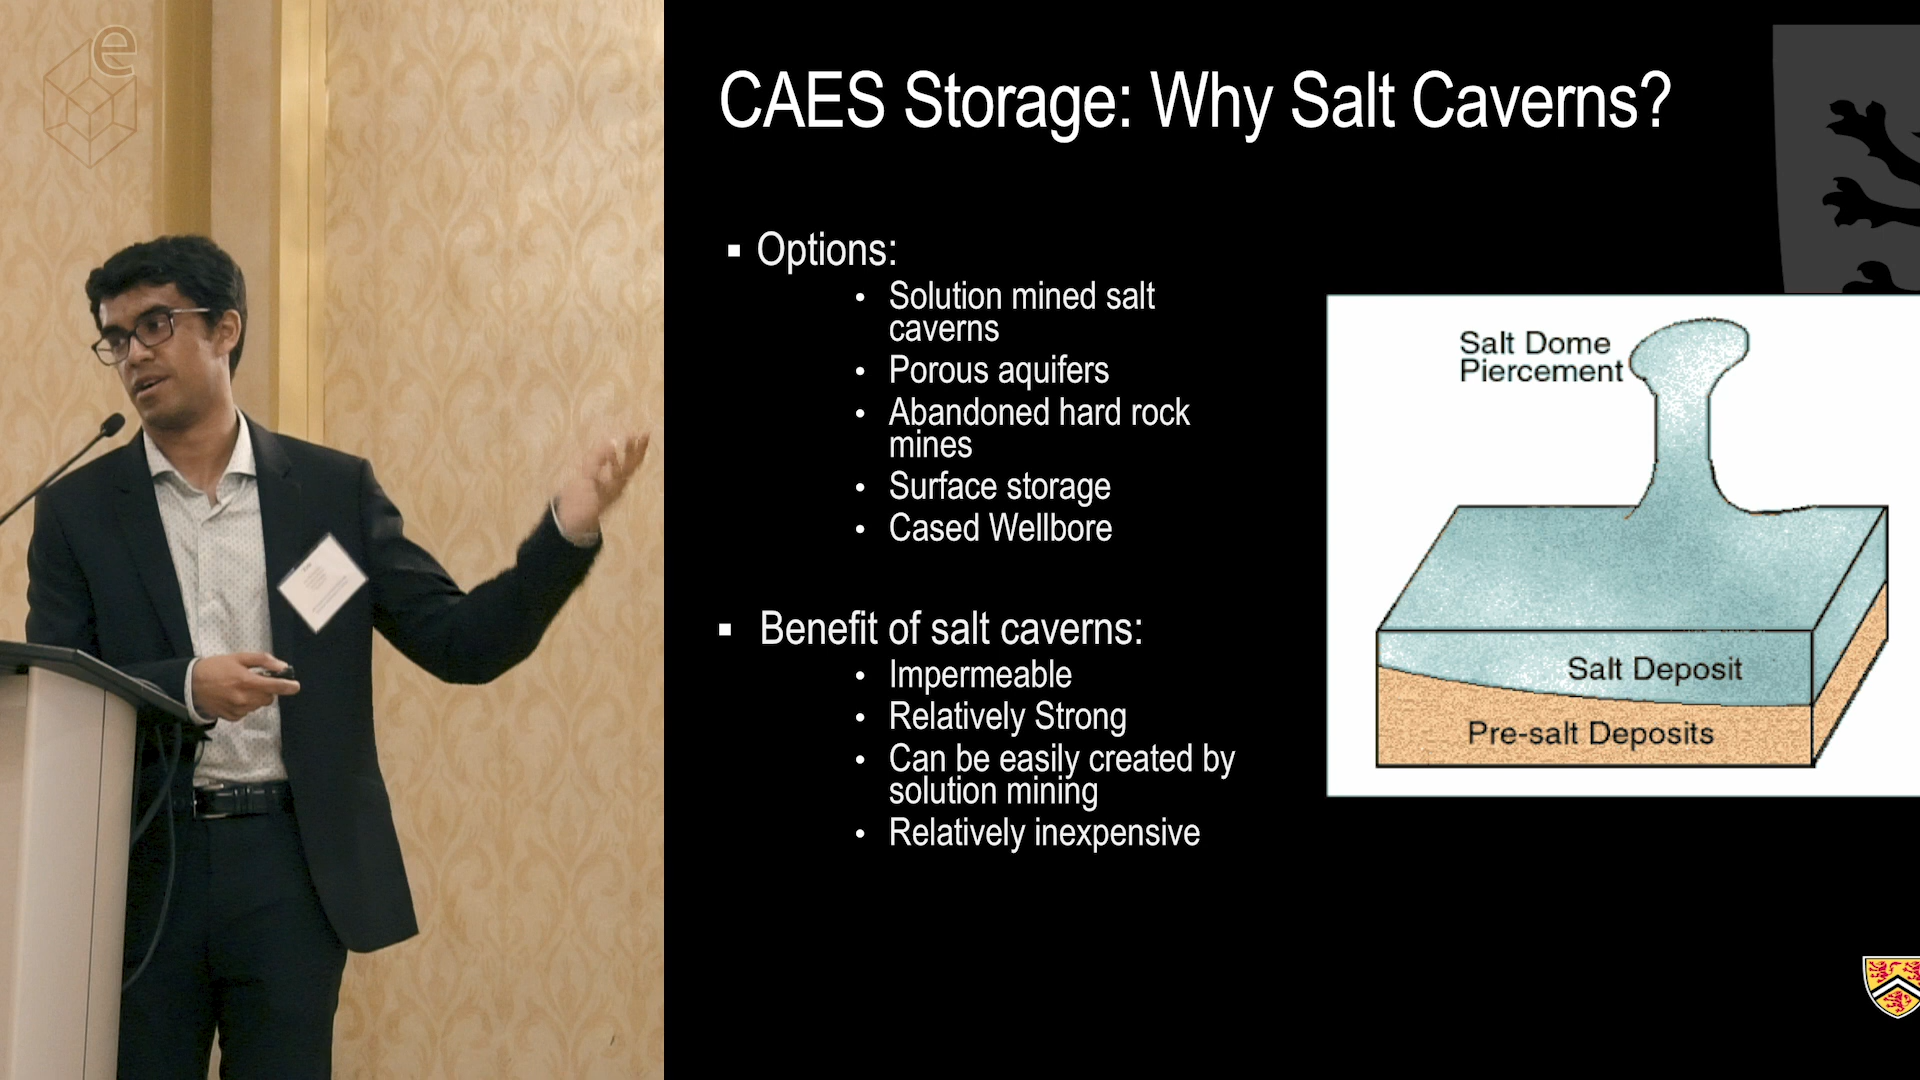 e
CAES Storage: Why Salt Caverns?
▪ Options:
• Solution mined salt
caverns
• Porous aquifers
• Abandoned hard rock
mines
• Surface storage
• Cased Wellbore
▪ Benefit of salt caverns:
• Impermeable
• Relatively Strong
• Can be easily created by
solution mining
• Relatively inexpensive
Salt Dome
Piercement
Salt Deposit
Pre-salt Deposits